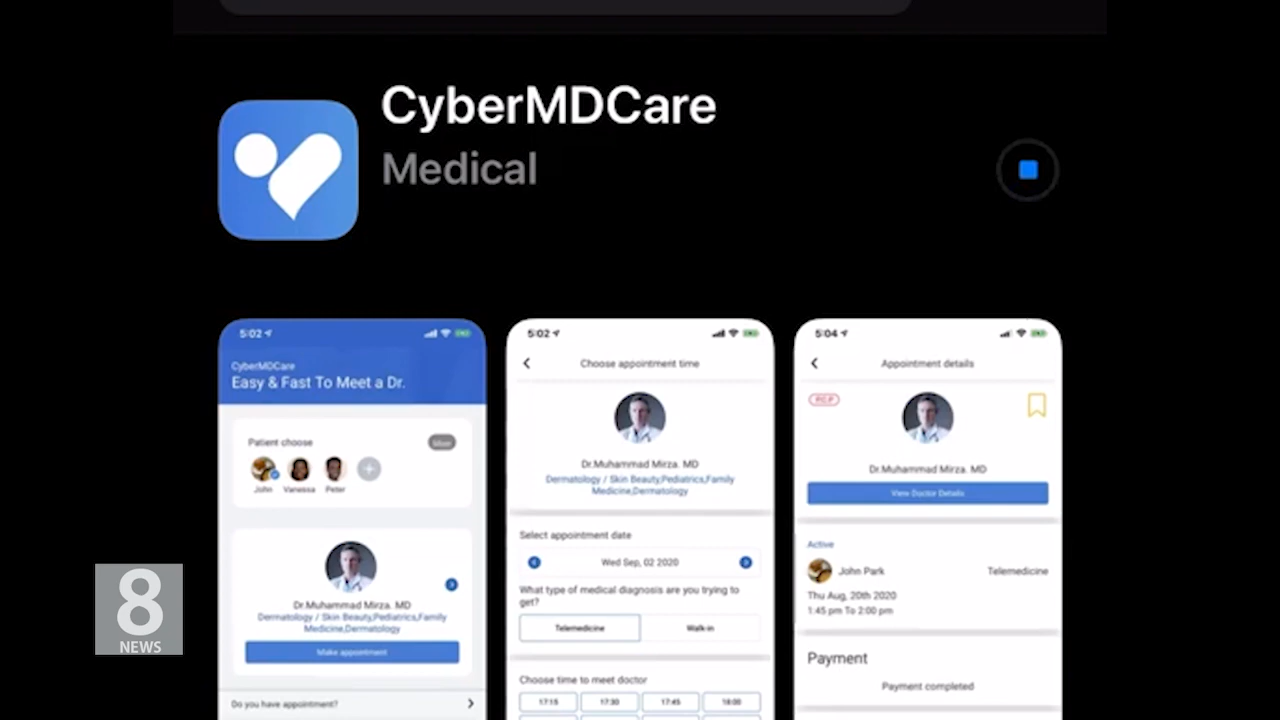 CyberMDCare
Medical
5:02
CyberMDCare
Easy & Fast To Meet a Dr.
Patient choose
John Vanessa Peter
Dr.Muhammad Mirza. MD
Dermatology / Skin Beauty,Pediatrics,Family
Medicine,Dermatology
Make appointment
Do you have appointment?
5:02
Choose appointment time
Dr.Muhammad Mirza. MD
Dermatology / Skin Beauty,Pediatrics,Family
Medicine,Dermatology
Select appointment date
Wed Sep, 02 2020
What type of medical diagnosis are you trying to
get?
Telemedicine Walk-in
Choose time to meet doctor
17:15 17:30 17:45 18:00
5:04
Appointment details
Dr.Muhammad Mirza. MD
View Doctor Details
Active
John Park Telemedicine
Thu Aug, 20th 2020
1:45 pm To 2:00 pm
Payment
Payment completed
8
NEWS